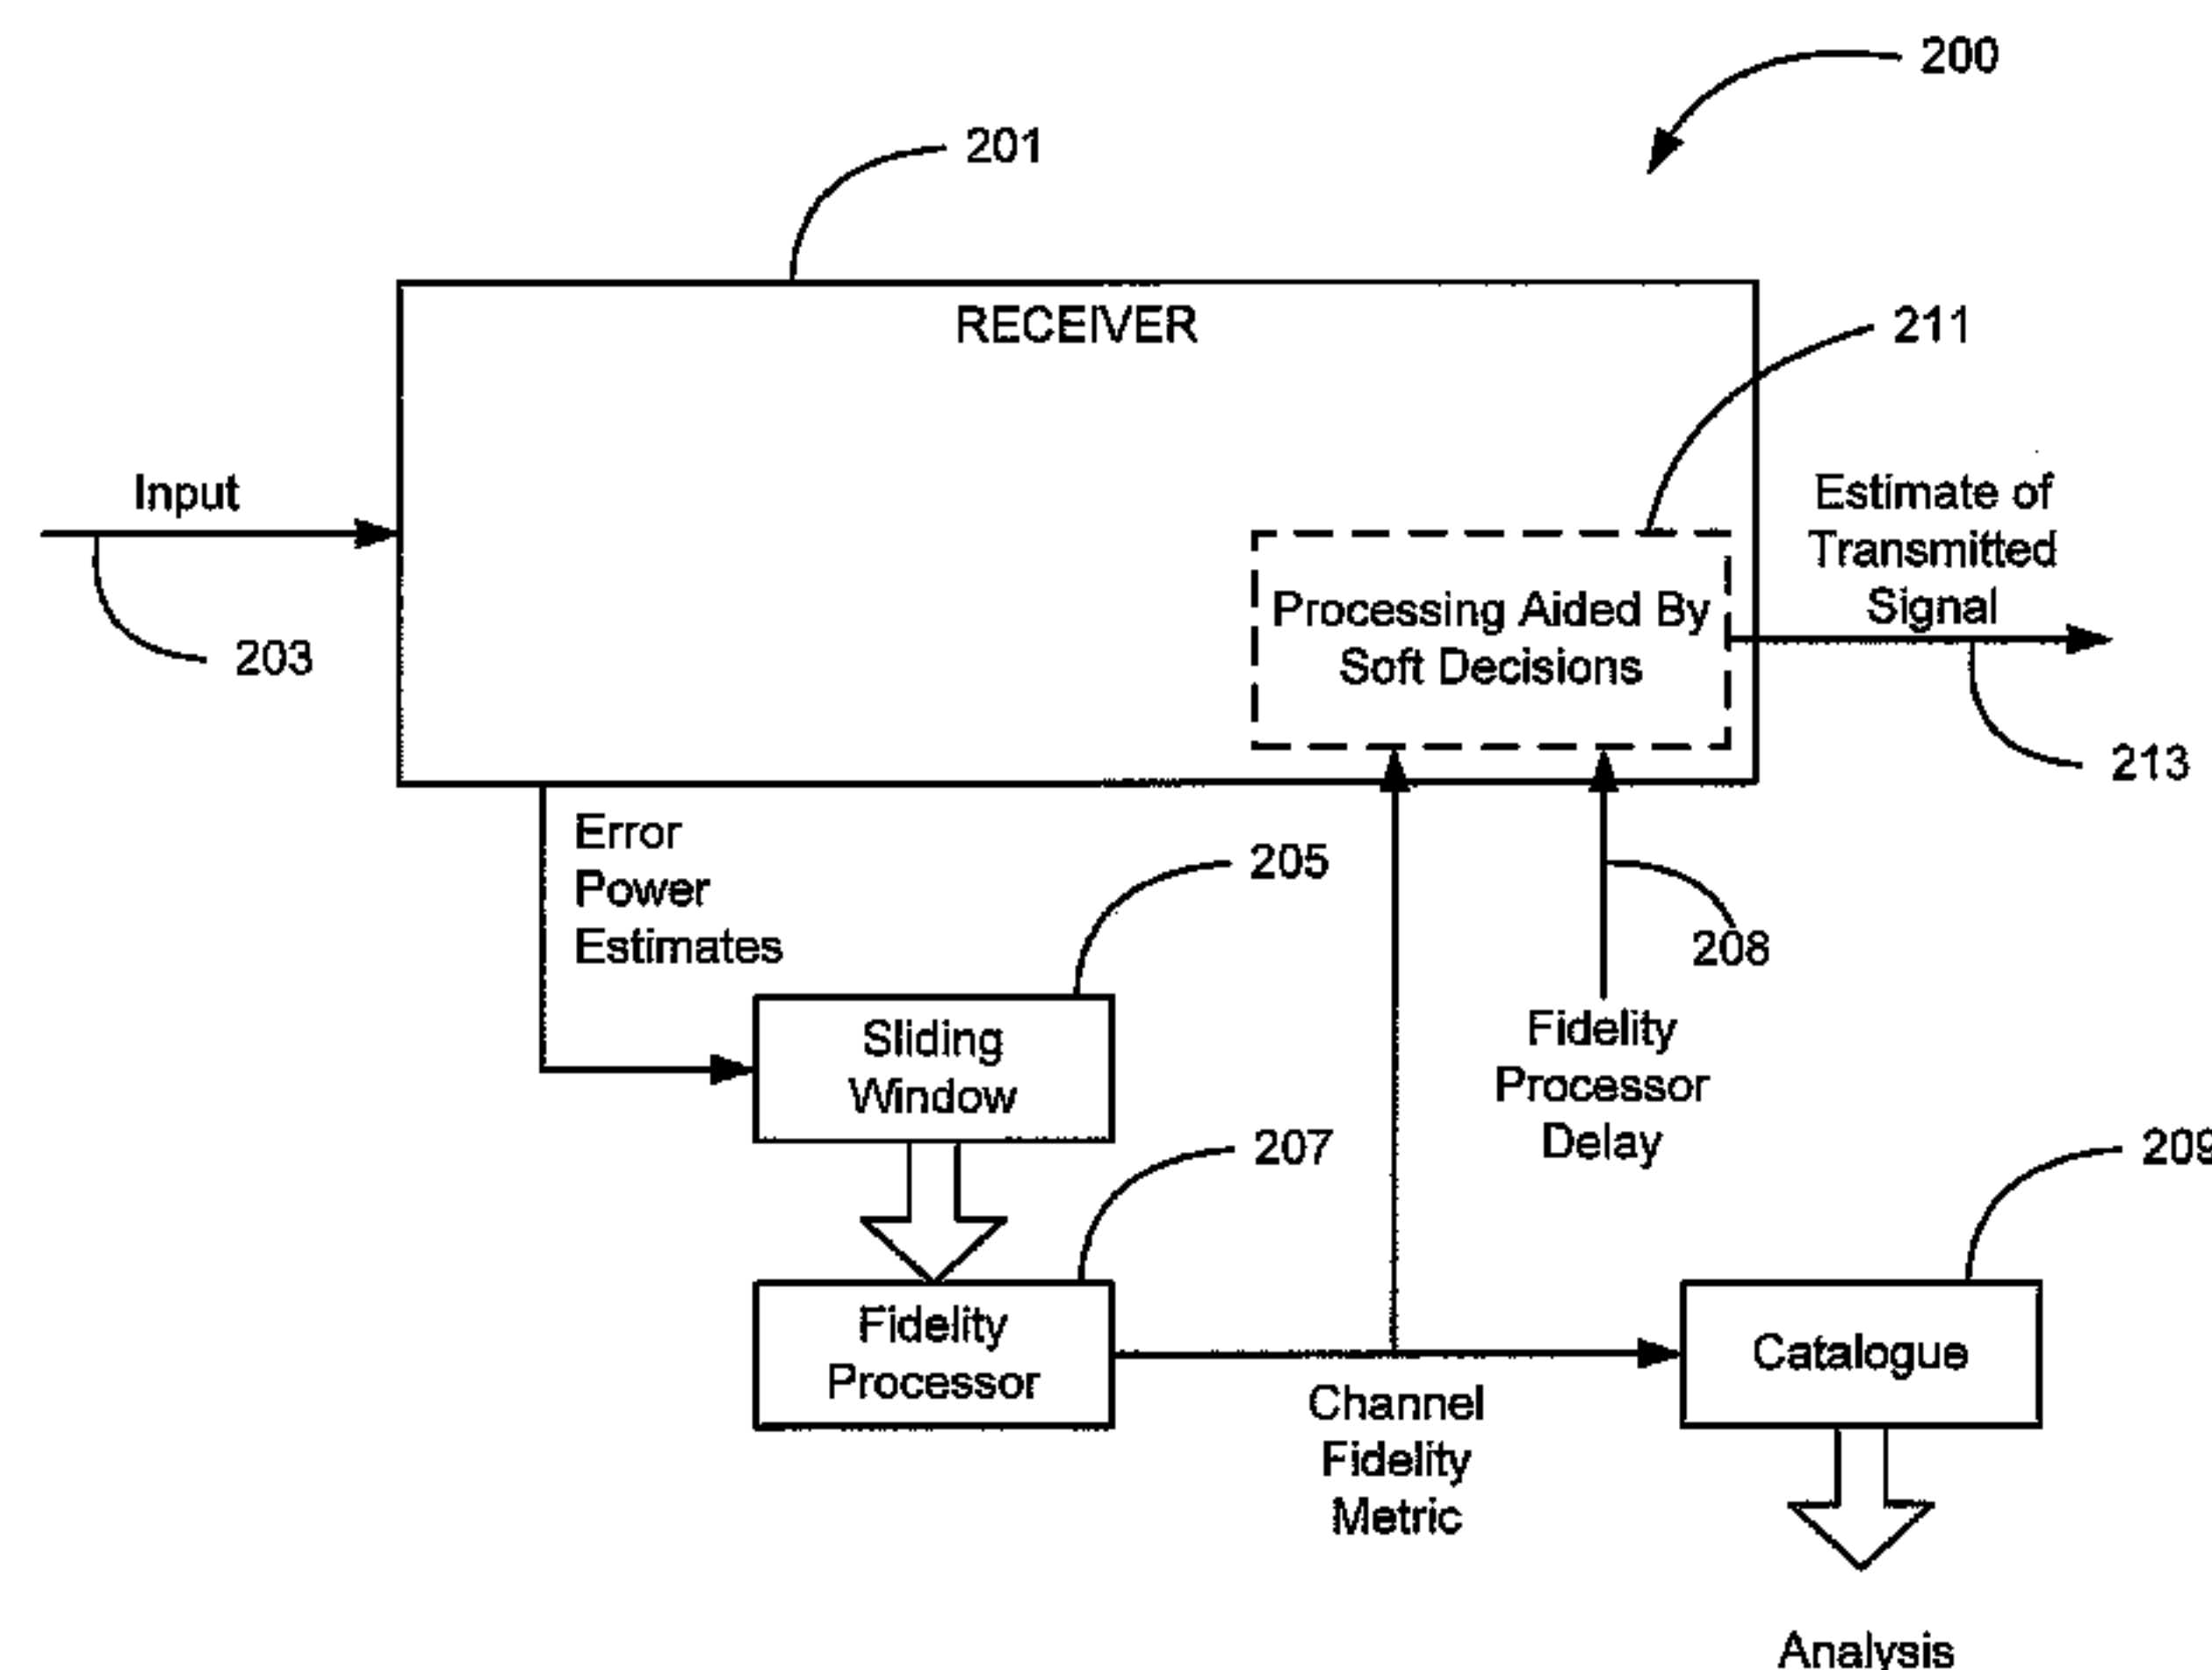 200
201
RECEIVER
211
Input
203
Estimate of
Transmitted
Signal
Processing Aided By
Soft Decisions
213
Error
Power
Estimates
205
208
Sliding
Window
Fidelity
Processor
Delay
207
209
Fidelity
Processor
Catalogue
Channel
Fidelity
Metric
Analysis